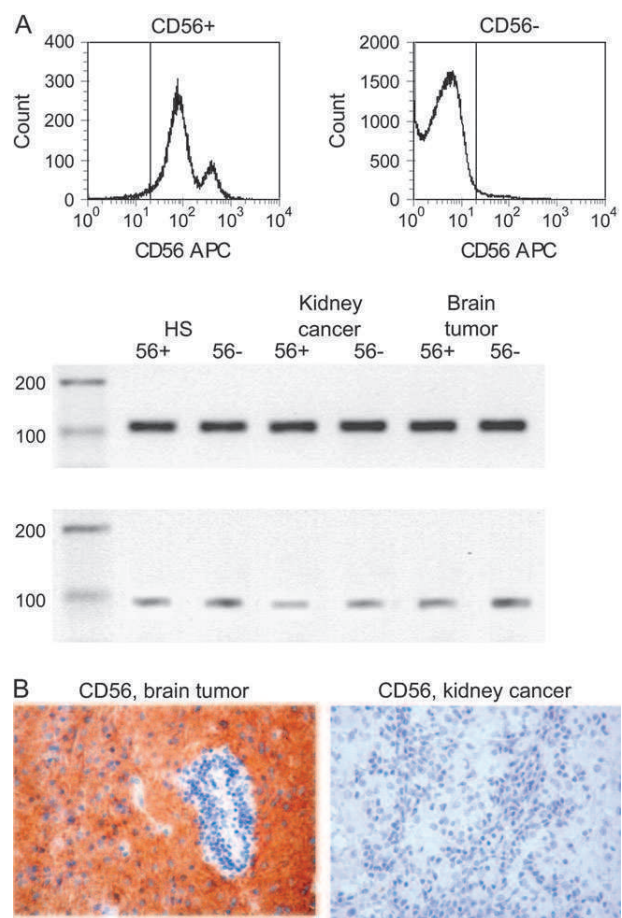 A
CD56+
CD56-
Count
400
300
200
100
0
10^0 10^1 10^2 10^3 10^4
CD56 APC
Count
2000
1500
1000
500
0
10^0 10^1 10^2 10^3 10^4
CD56 APC
HS
Kidney
cancer
Brain
tumor
56+ 56- 56+ 56- 56+ 56-
200
100
200
100
B
CD56, brain tumor
CD56, kidney cancer